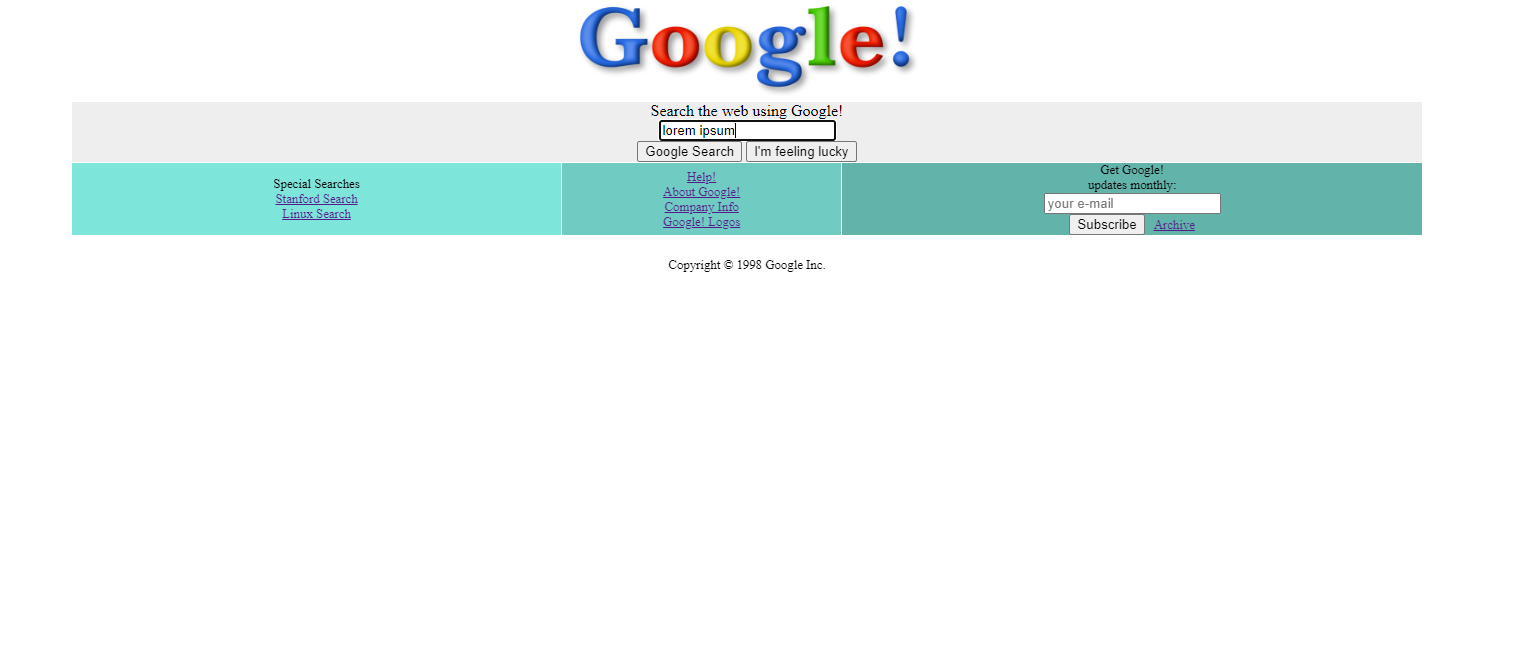 Google!
Search the web using Google!
lorem ipsum
Google Search I'm feeling lucky
Special Searches
Stanford Search
Linux Search
Help!
About Google!
Company Info
Google! Logos
Get Google!
updates monthly:
your e-mail
Subscribe Archive
Copyright © 1998 Google Inc.